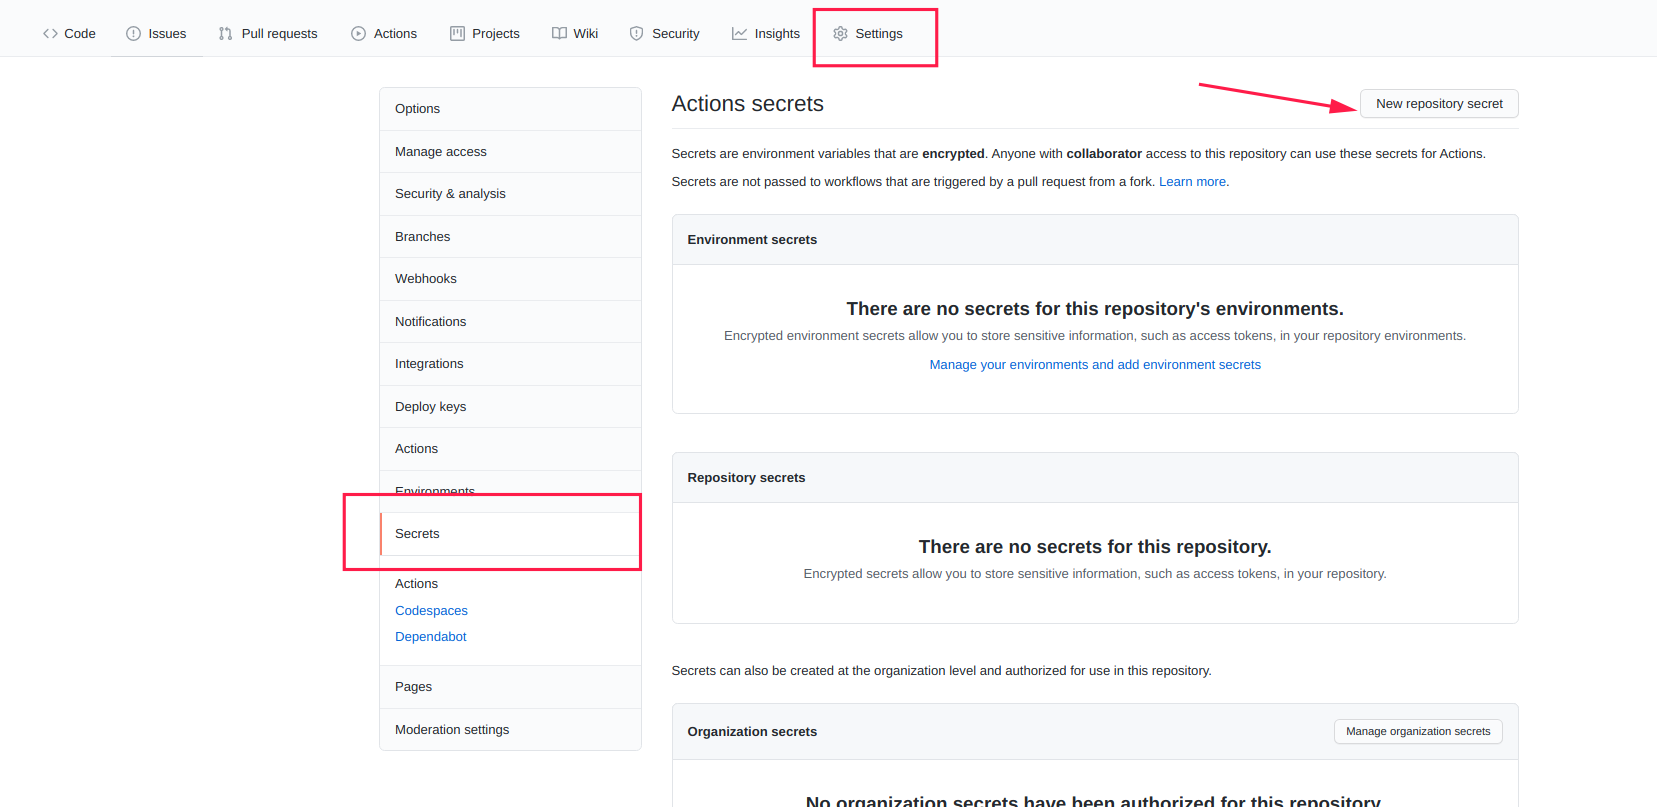 Code Issues Pull requests Actions Projects Wiki Security Insights Settings
Options
Manage access
Security & analysis
Branches
Webhooks
Notifications
Integrations
Deploy keys
Actions
Environments
Secrets
Actions
Codespaces
Dependabot
Pages
Moderation settings
Actions secrets
New repository secret
Secrets are environment variables that are encrypted. Anyone with collaborator access to this repository can use these secrets for Actions.
Secrets are not passed to workflows that are triggered by a pull request from a fork. Learn more.
Environment secrets
There are no secrets for this repository's environments.
Encrypted environment secrets allow you to store sensitive information, such as access tokens, in your repository environments.
Manage your environments and add environment secrets
Repository secrets
There are no secrets for this repository.
Encrypted secrets allow you to store sensitive information, such as access tokens, in your repository.
Secrets can also be created at the organization level and authorized for use in this repository.
Organization secrets
Manage organization secrets
No organization secrets have been authorized for this repository